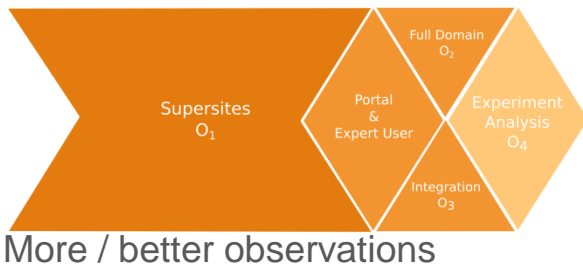 Supersites
O₁
Portal
&
Expert User
Full Domain
O₂
Integration
O₃
Experiment
Analysis
O₄
More / better observations